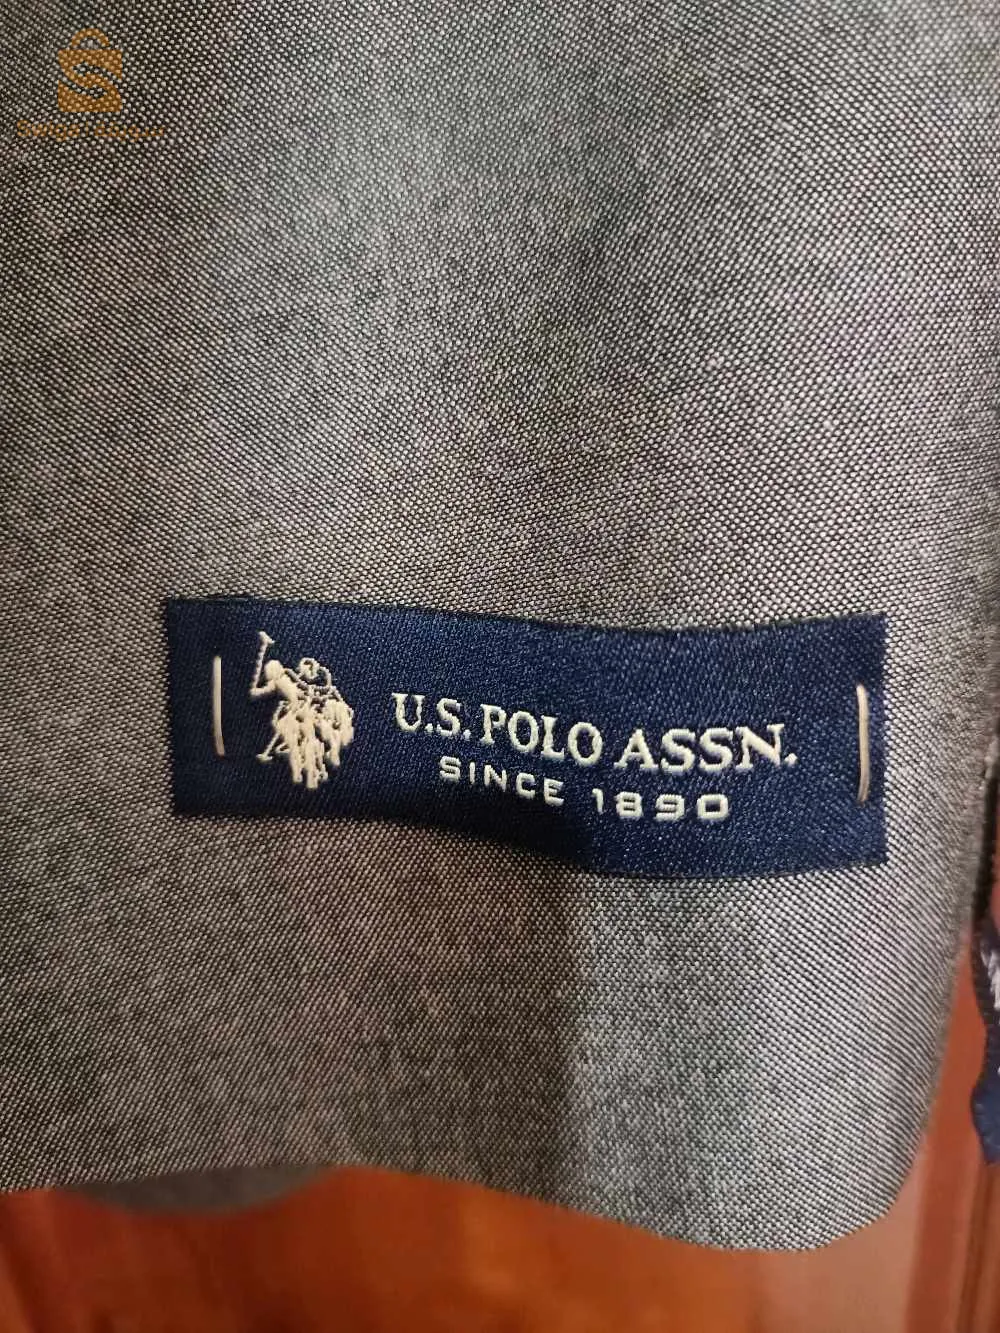 U.S. POLO ASSN.
SINCE 1890